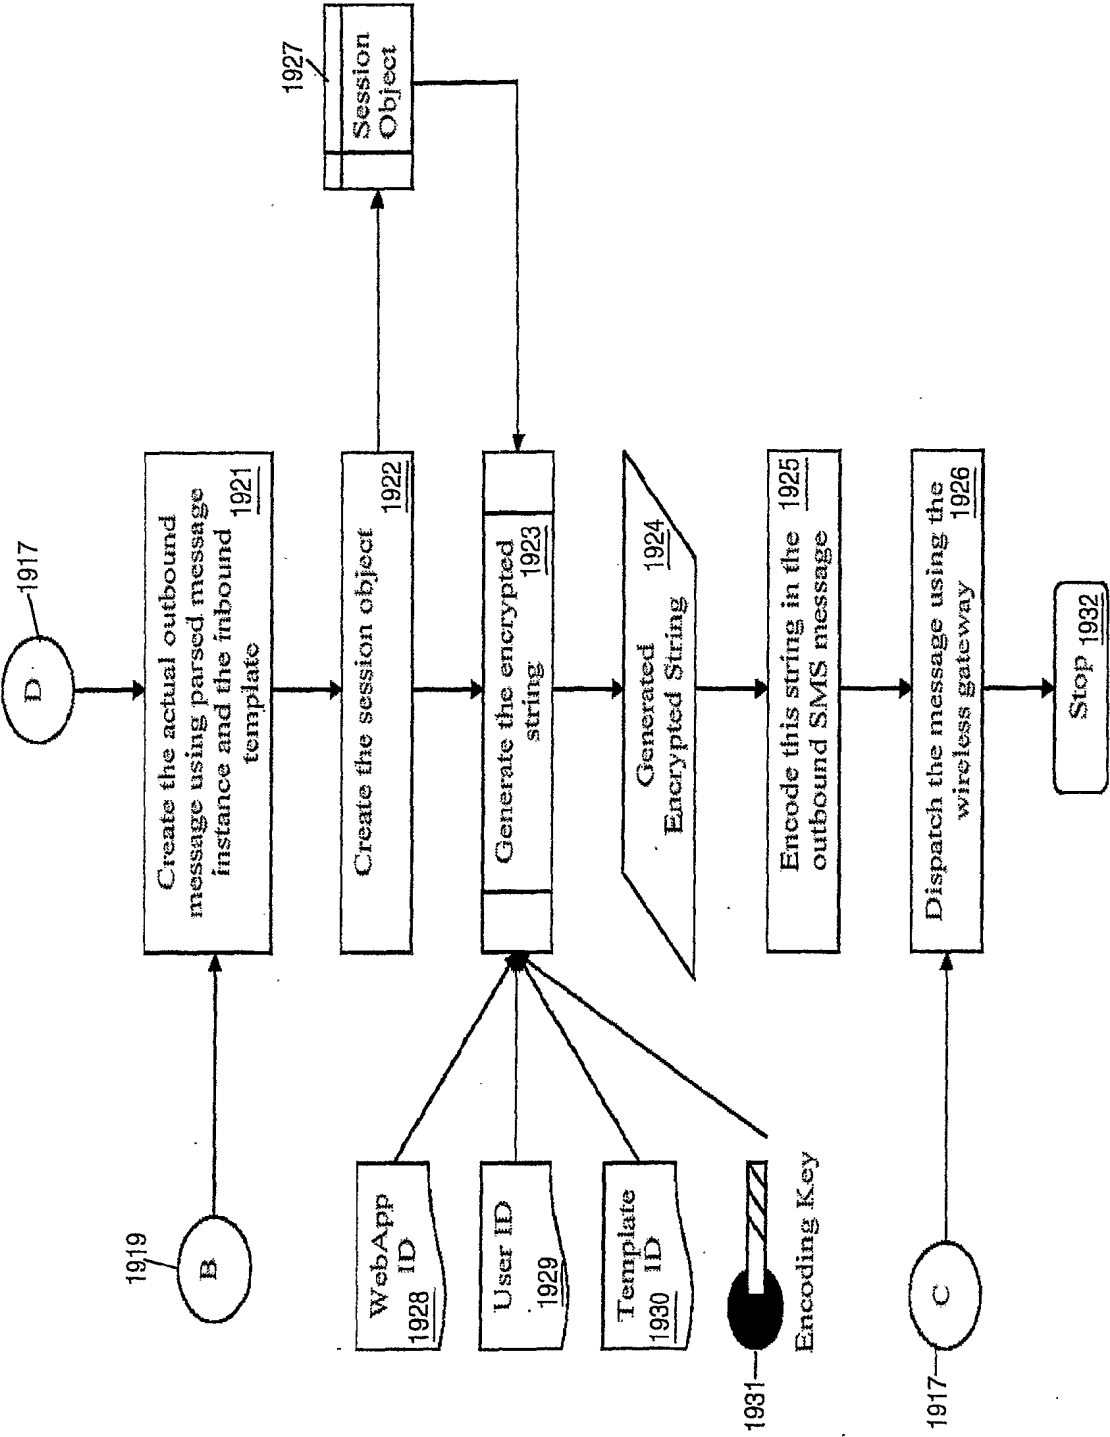 D
1917
B
1919
Create the actual outbound
message using parsed message
instance and the inbound
template
1921
Create the session object
1922
1927
Session
Object
WebApp
ID
1928
User ID
1929
Template
ID
1930
1931
Encoding Key
Generate the encrypted
string
1923
Generated
Encrypted String
1924
Encode this string in the
outbound SMS message
1925
C
1917
Dispatch the message using the
wireless gateway
1926
Stop
1932